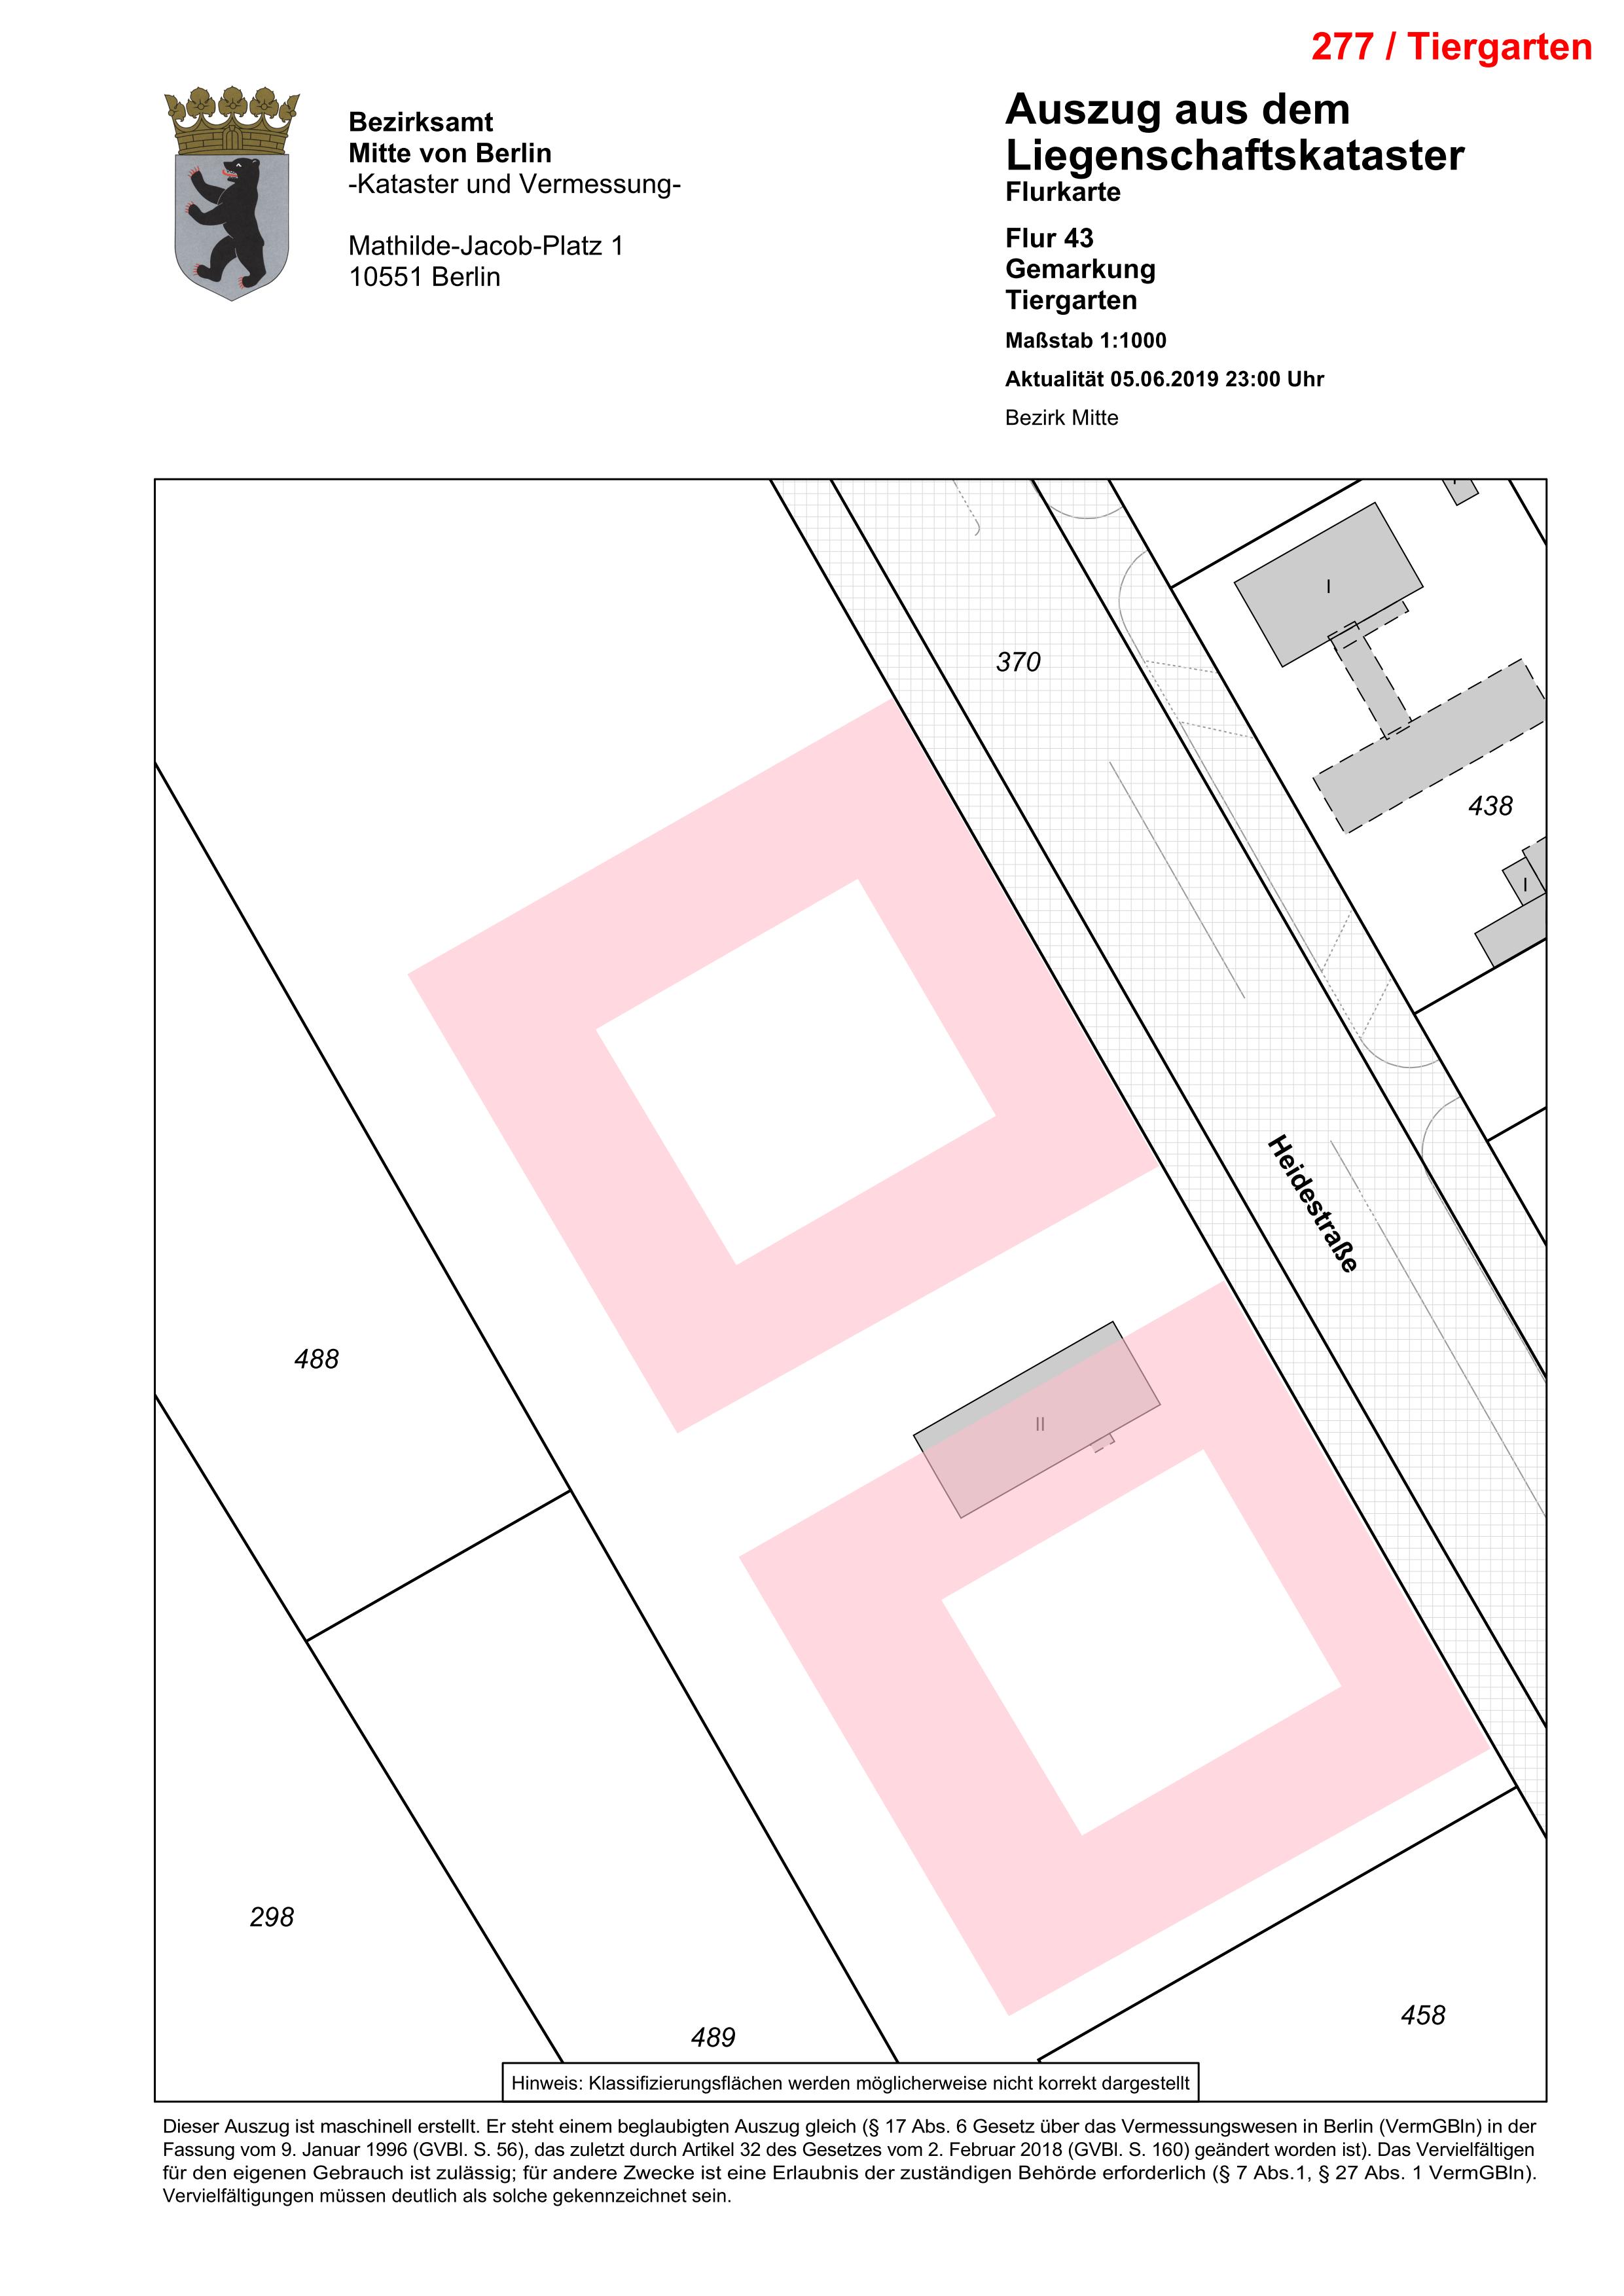 277 / Tiergarten
Bezirksamt
Mitte von Berlin
-Kataster und Vermessung-
Mathilde-Jacob-Platz 1
10551 Berlin
Auszug aus dem
Liegenschaftskataster
Flurkarte
Flur 43
Gemarkung
Tiergarten
Maßstab 1:1000
Aktualität 05.06.2019 23:00 Uhr
Bezirk Mitte
I
370
438
I
Heidestraße
488
II
298
489
458
Hinweis: Klassifizierungsflächen werden möglicherweise nicht korrekt dargestellt
Dieser Auszug ist maschinell erstellt. Er steht einem beglaubigten Auszug gleich (§ 17 Abs. 6 Gesetz über das Vermessungswesen in Berlin (VermGBln) in der
Fassung vom 9. Januar 1996 (GVBl. S. 56), das zuletzt durch Artikel 32 des Gesetzes vom 2. Februar 2018 (GVBl. S. 160) geändert worden ist). Das Vervielfältigen
für den eigenen Gebrauch ist zulässig; für andere Zwecke ist eine Erlaubnis der zuständigen Behörde erforderlich (§ 7 Abs.1, § 27 Abs. 1 VermGBln).
Vervielfältigungen müssen deutlich als solche gekennzeichnet sein.